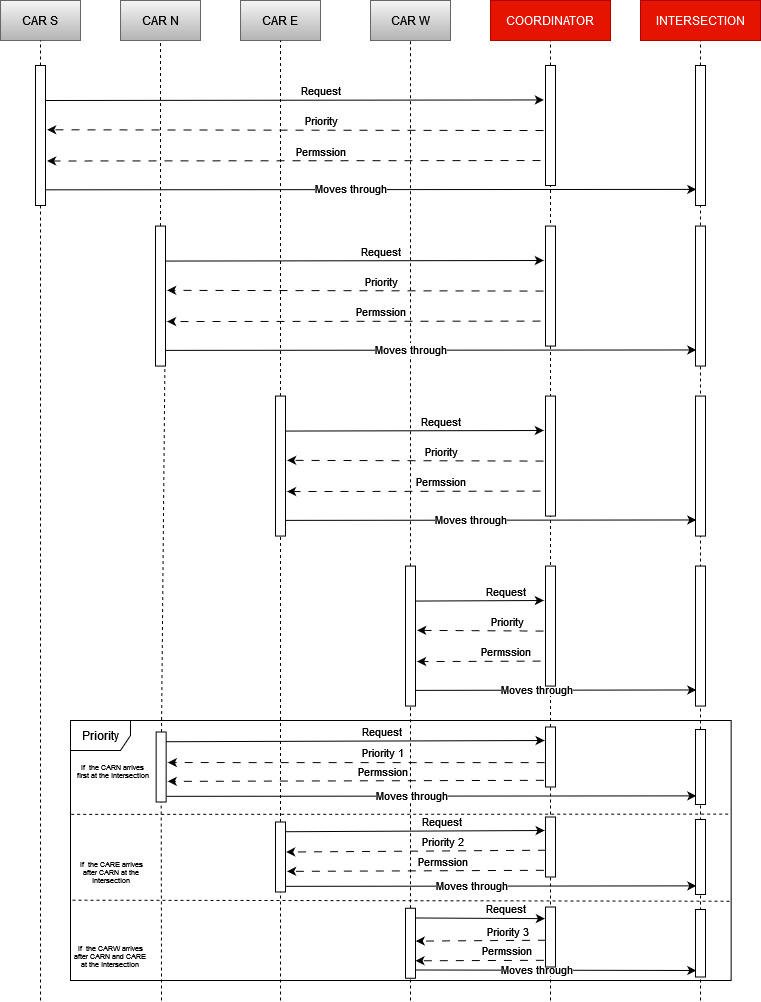 CAR S
CAR N
CAR E
CAR W
COORDINATOR
INTERSECTION
Request
Priority
Permssion
Moves through
Request
Priority
Permssion
Moves through
Request
Priority
Permssion
Moves through
Request
Priority
Permssion
Moves through
Priority
If the CARN arrives
first at the Intersection
Request
Priority 1
Permssion
Moves through
If the CARE arrives
after CARN at the
Intersection
Request
Priority 2
Permssion
Moves through
If the CARW arrives
after CARN and CARE
at the Intersection
Request
Priority 3
Permssion
Moves through